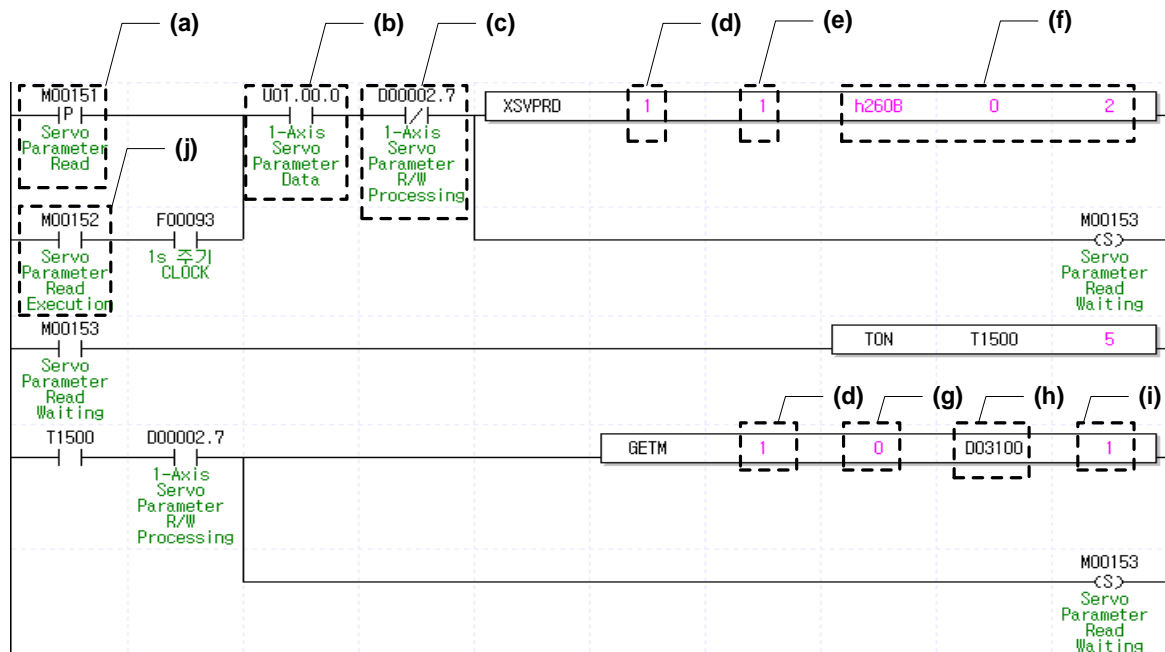 (a) (b) (c) (d) (e) (f)
M00151 U01.00.0 D00002.7
P XSVPRD 1 1 h260B 0 2
Servo 1-Axis 1-Axis
Parameter Servo Servo
Read Parameter Parameter
(j) Data R/W
Processing
M00152 F00093 M00153
S
Servo 1s 주기 Servo
Parameter CLOCK Parameter
Read Read
Execution Waiting
M00153
TON T1500 5
Servo
Parameter
Read
Waiting
(d) (g) (h) (i)
T1500 D00002.7
GETM 1 0 D03100 1
1-Axis
Servo
Parameter
R/W
Processing
M00153
S
Servo
Parameter
Read
Waiting